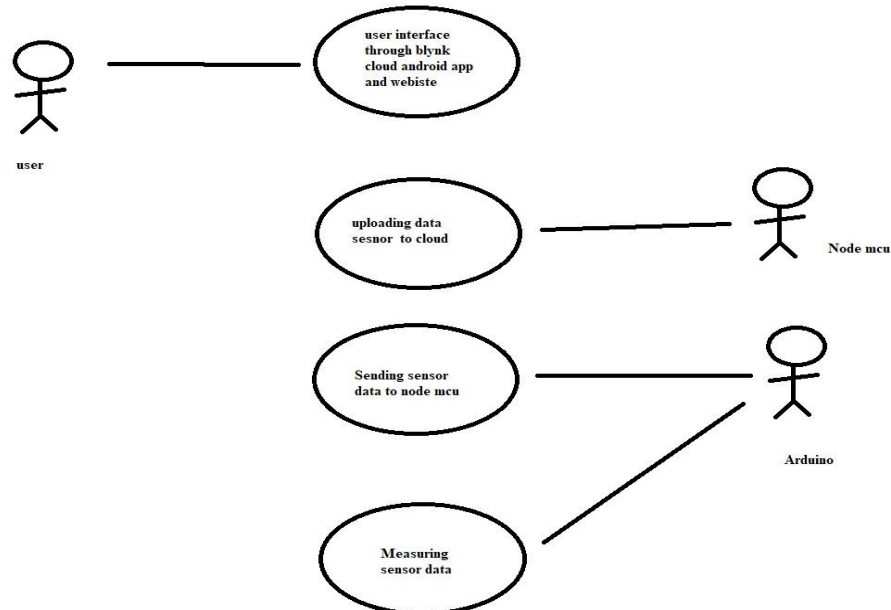 user interface
through blynk
cloud android app
and webiste
user
uploading data
sesnor to cloud
Node mcu
Sending sensor
data to node mcu
Arduino
Measuring
sensor data